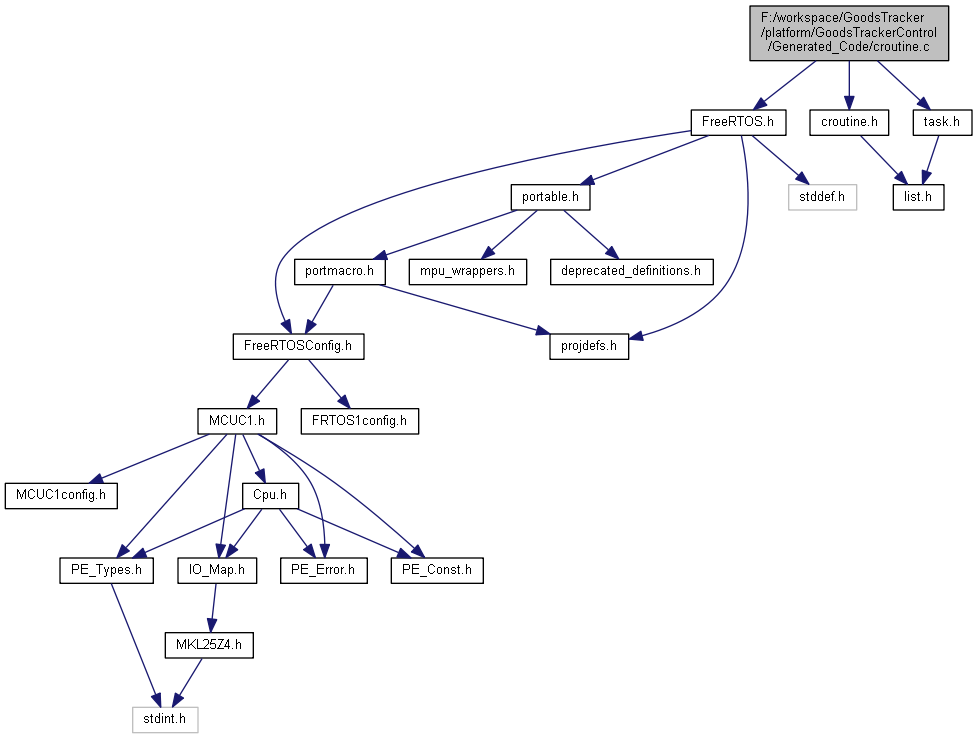 F:/workspace/GoodsTracker
/platform/GoodsTrackerControl
/Generated_Code/croutine.c
FreeRTOS.h
croutine.h
task.h
portable.h
stddef.h
list.h
portmacro.h
mpu_wrappers.h
deprecated_definitions.h
FreeRTOSConfig.h
projdefs.h
MCUC1.h
FRTOS1config.h
MCUC1config.h
Cpu.h
PE_Types.h
IO_Map.h
PE_Error.h
PE_Const.h
MKL25Z4.h
stdint.h